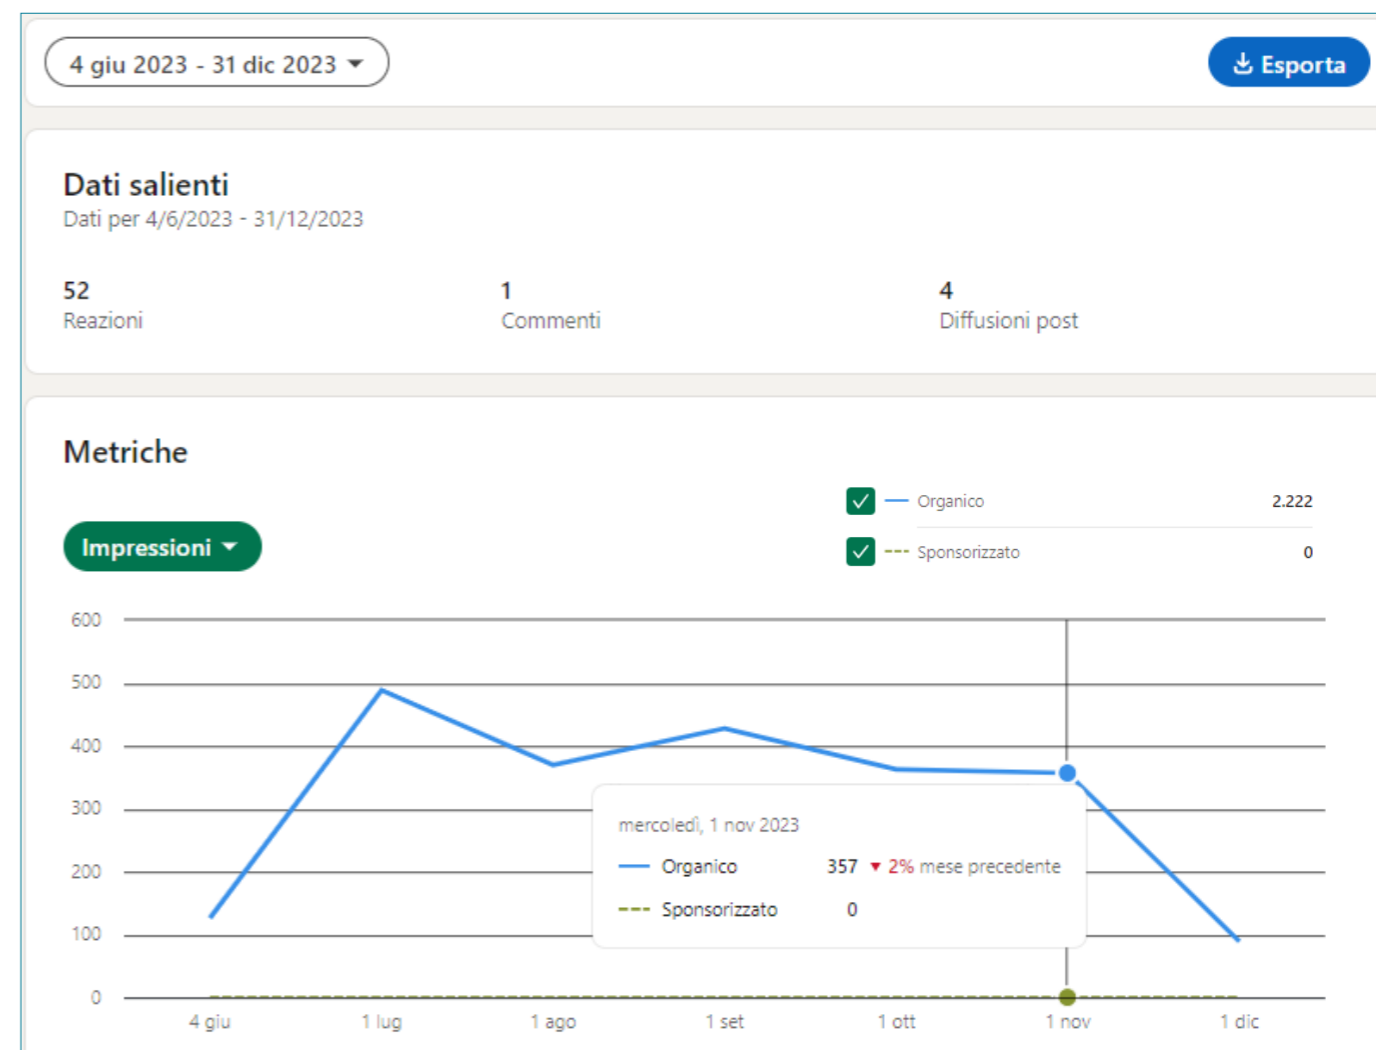 4 giu 2023 - 31 dic 2023
Esporta
Dati salienti
Dati per 4/6/2023 - 31/12/2023
52
Reazioni
1
Commenti
4
Diffusioni post
Metriche
Organico 2.222
Impressioni
Sponsorizzato 0
600
500
400
300
200
100
0
mercoledì, 1 nov 2023
Organico 357 ▼ 2% mese precedente
Sponsorizzato 0
4 giu 1 lug 1 ago 1 set 1 ott 1 nov 1 dic